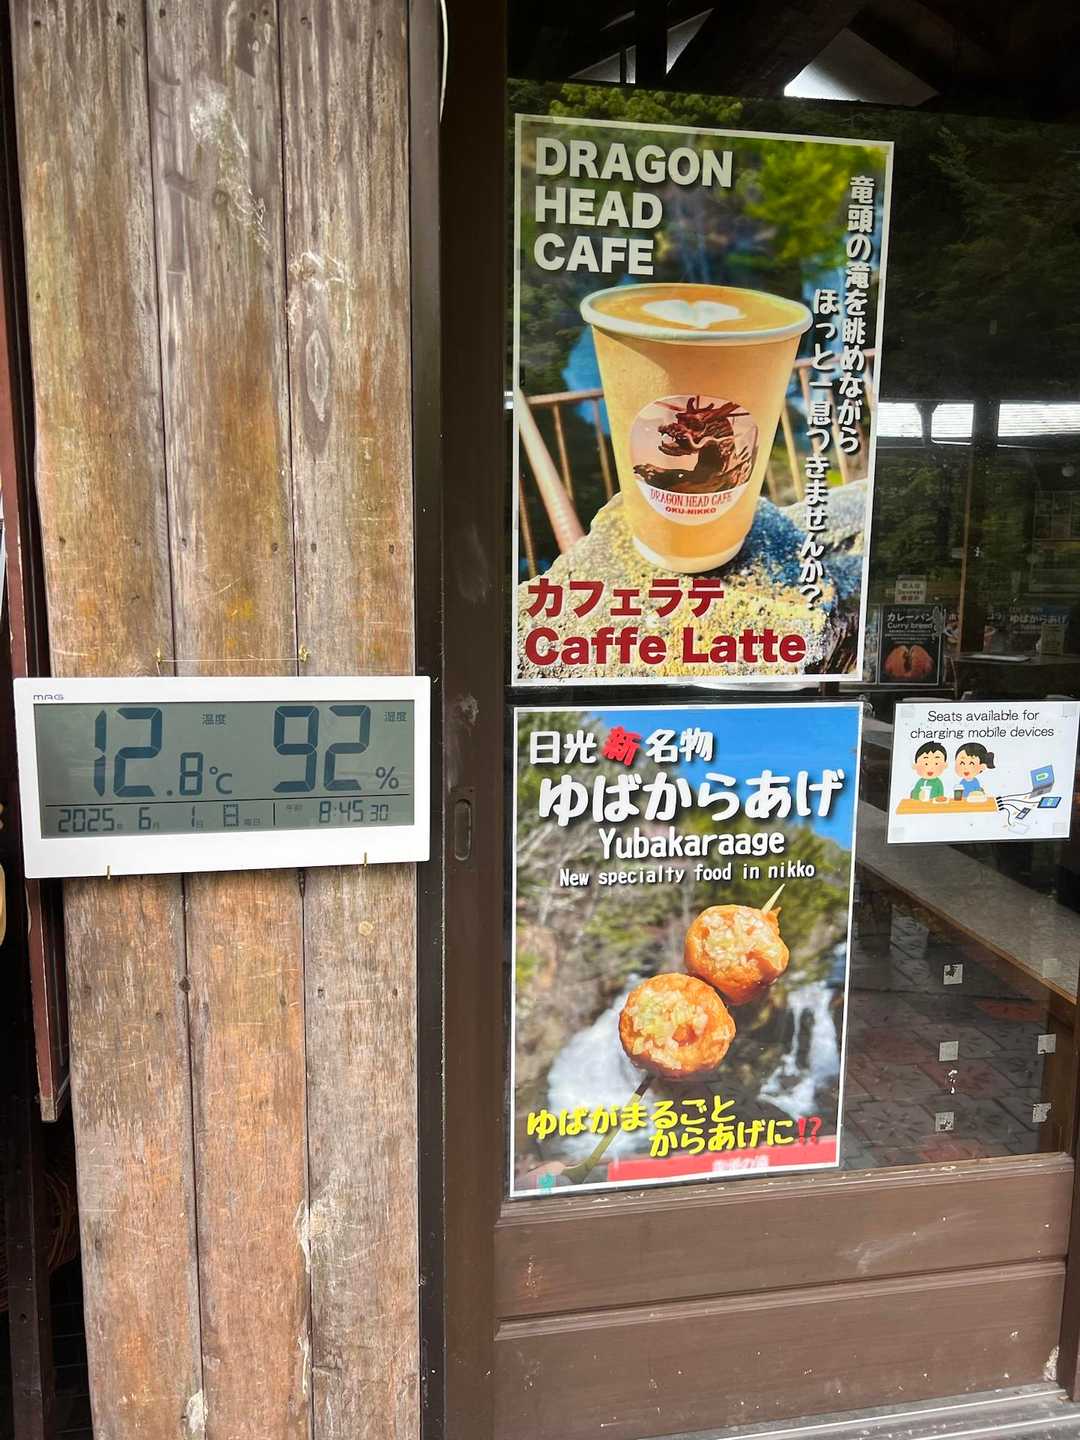 DRAGON
HEAD
CAFE
竜頭の滝を眺めながら
ほっと一息つきませんか?
DRAGON HEAD CAFE
OKU-NIKKO
カフェラテ
Caffe Latte
MAG
温度
湿度
12.8℃ 92%
2025年 6月 1日 日曜日 午前 8:45 30
日光新名物
ゆばからあげ
Yubakaraage
New specialty food in nikko
ゆばがまるごと
からあげに!?
Seats available for
charging mobile devices
カレーパン
Curry bread
ゆばからあげ